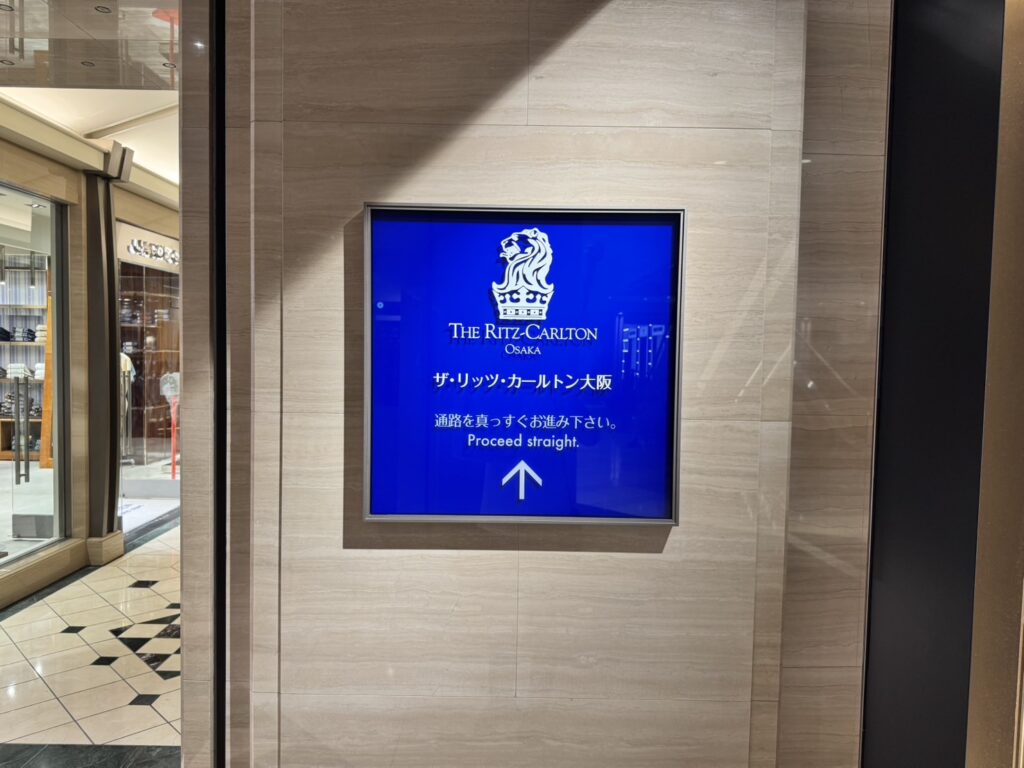 THE RITZ-CARLTON
OSAKA
ザ・リッツ・カールトン大阪
通路を真っすぐお進み下さい。
Proceed straight.